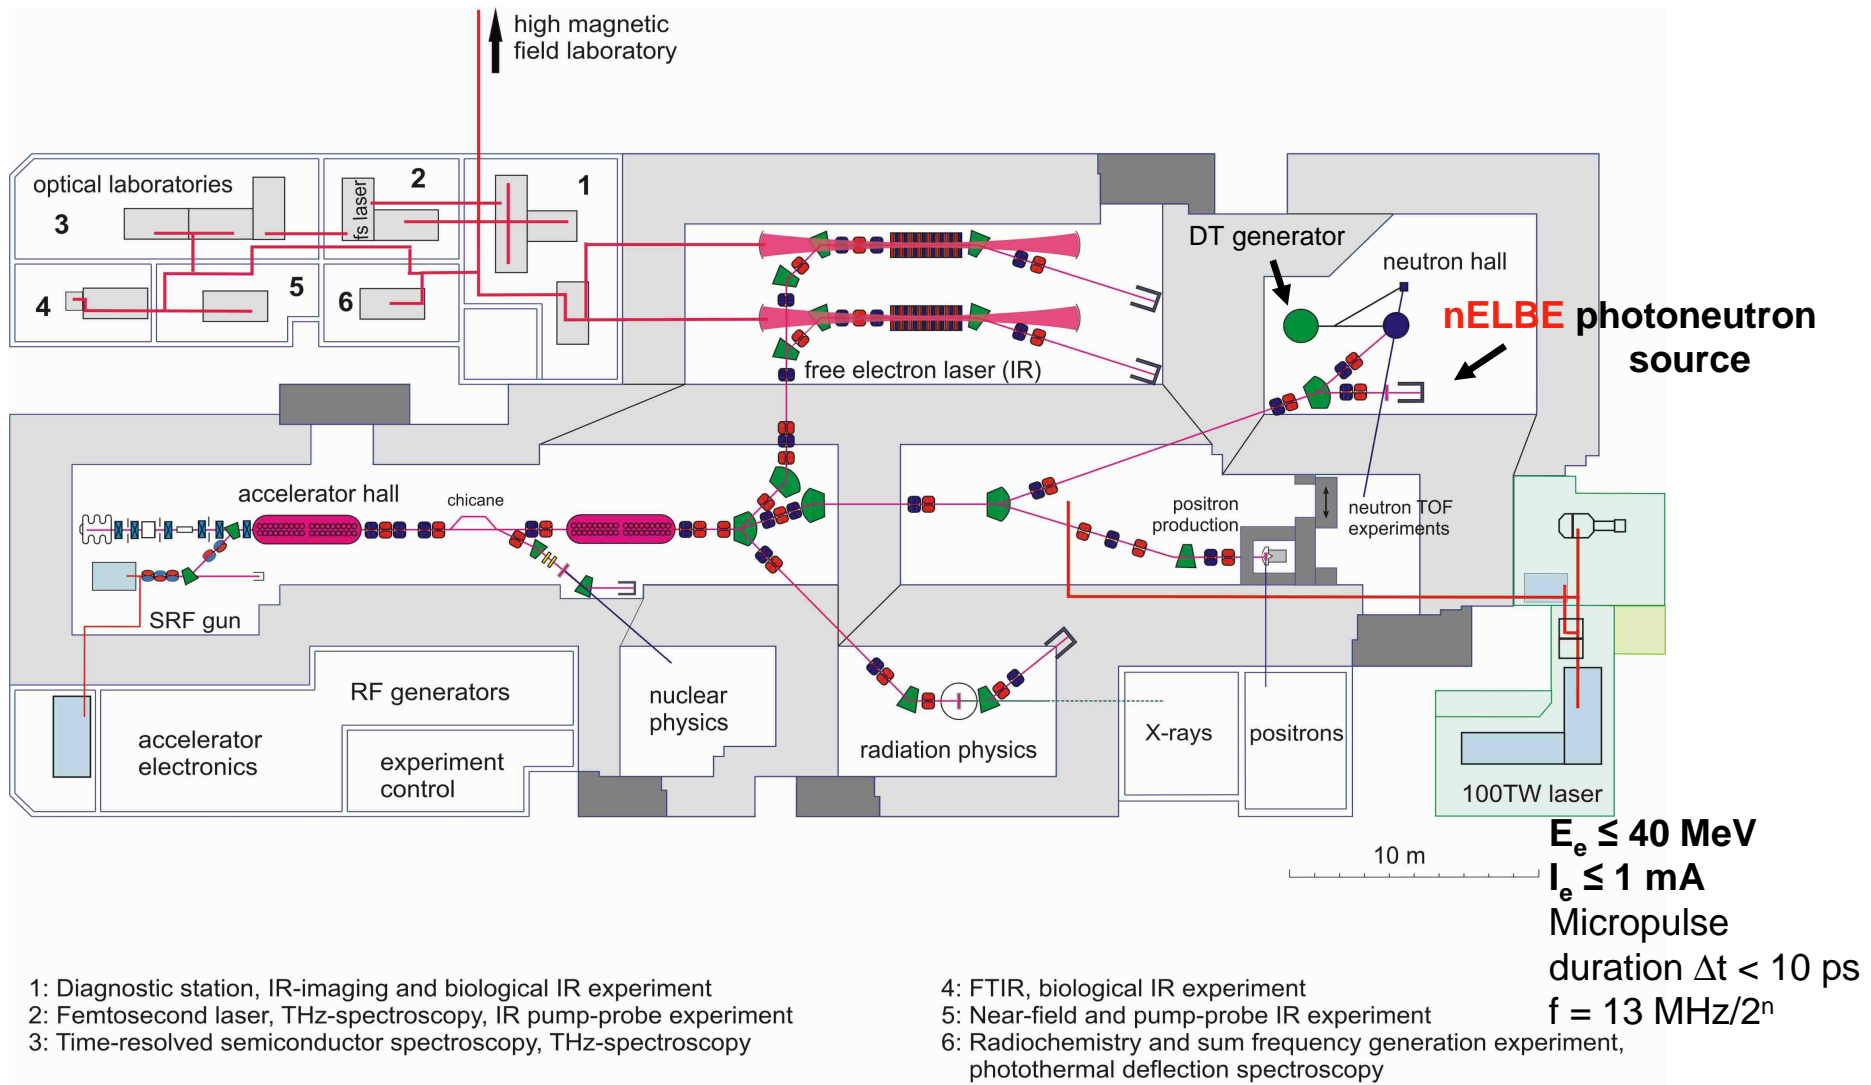 high magnetic
field laboratory
optical laboratories
3
fs laser
2
1
4
5
6
DT generator
neutron hall
nELBE photoneutron
source
free electron laser (IR)
accelerator hall
chicane
positron
production
neutron TOF
experiments
SRF gun
RF generators
accelerator
electronics
experiment
control
nuclear
physics
radiation physics
X-rays
positrons
100TW laser
10 m
Eₑ ≤ 40 MeV
Iₑ ≤ 1 mA
Micropulse
duration Δt < 10 ps
f = 13 MHz/2ⁿ
1: Diagnostic station, IR-imaging and biological IR experiment
2: Femtosecond laser, THz-spectroscopy, IR pump-probe experiment
3: Time-resolved semiconductor spectroscopy, THz-spectroscopy
4: FTIR, biological IR experiment
5: Near-field and pump-probe IR experiment
6: Radiochemistry and sum frequency generation experiment,
photothermal deflection spectroscopy